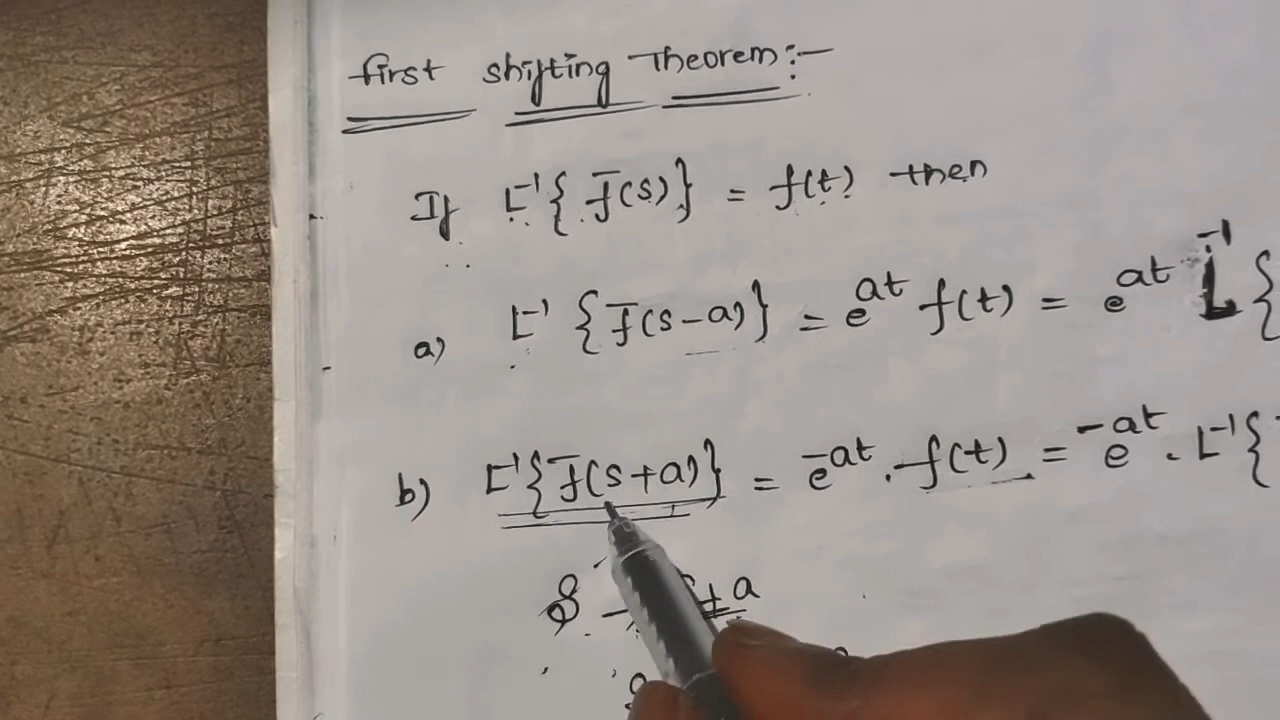 First shifting Theorem:-
If L⁻¹{f̄(s)} = f(t) then
a) L⁻¹{f̄(s-a)} = e^at f(t) = e^at L⁻¹{
b) L⁻¹{f̄(s+a)} = e^-at . f(t) = e^-at . L⁻¹{
+a